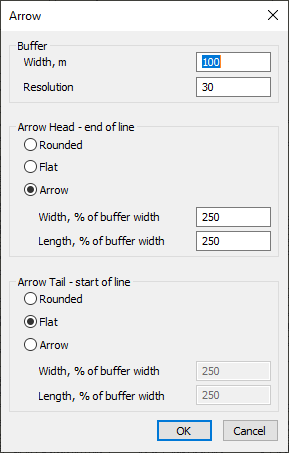 Arrow
Buffer
Width, m 100
Resolution 30
Arrow Head - end of line
Rounded
Flat
Arrow
Width, % of buffer width 250
Length, % of buffer width 250
Arrow Tail - start of line
Rounded
Flat
Arrow
Width, % of buffer width 250
Length, % of buffer width 250
OK Cancel